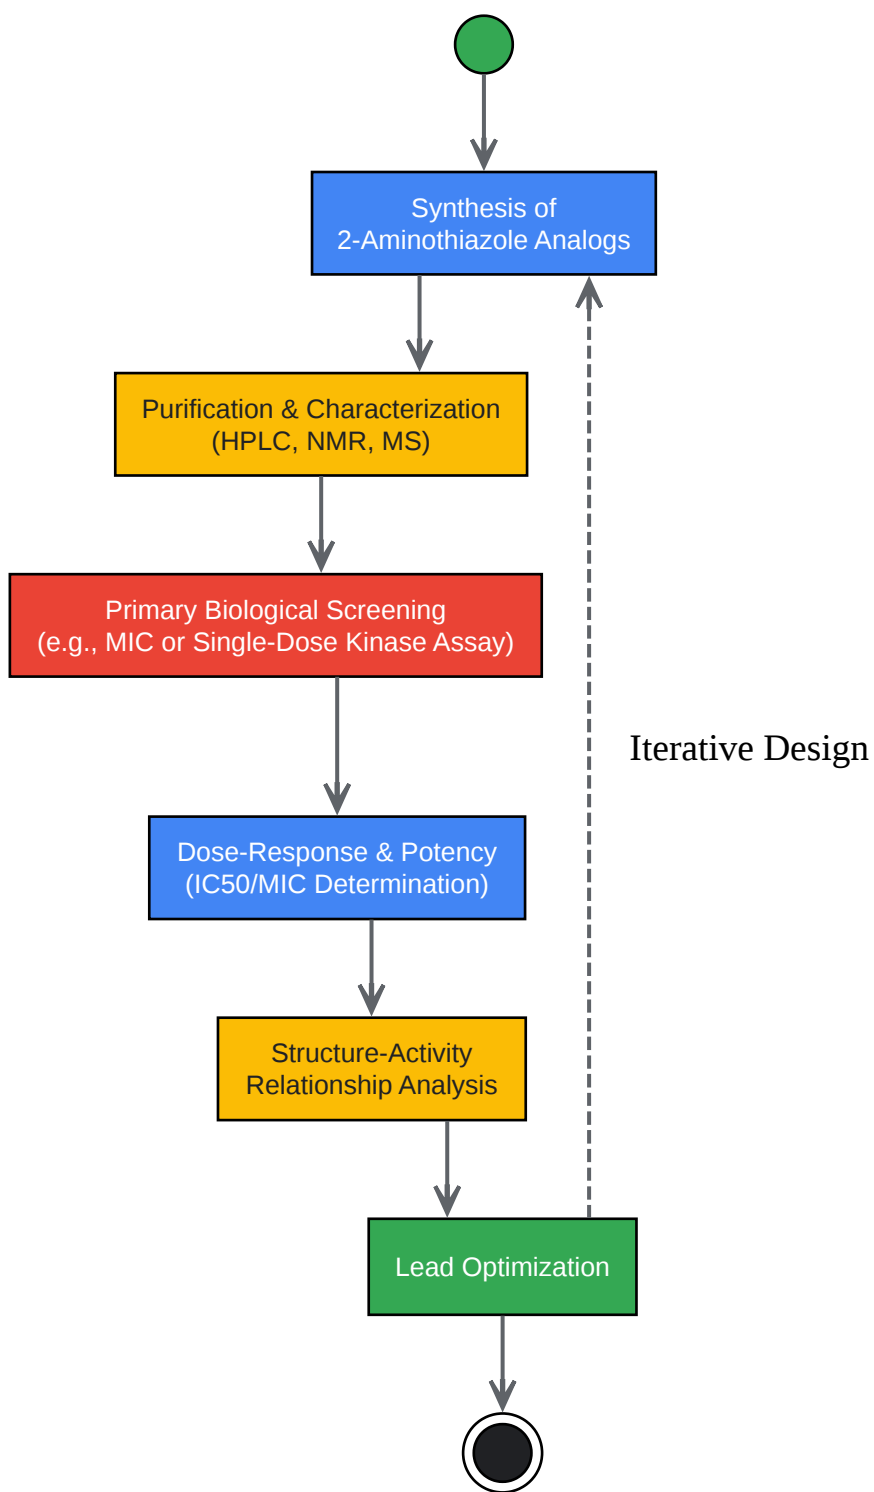 Synthesis of
2-Aminothiazole Analogs
Purification & Characterization
(HPLC, NMR, MS)
Primary Biological Screening
(e.g., MIC or Single-Dose Kinase Assay)
Iterative Design
Dose-Response & Potency
(IC50/MIC Determination)
Structure-Activity
Relationship Analysis
Lead Optimization